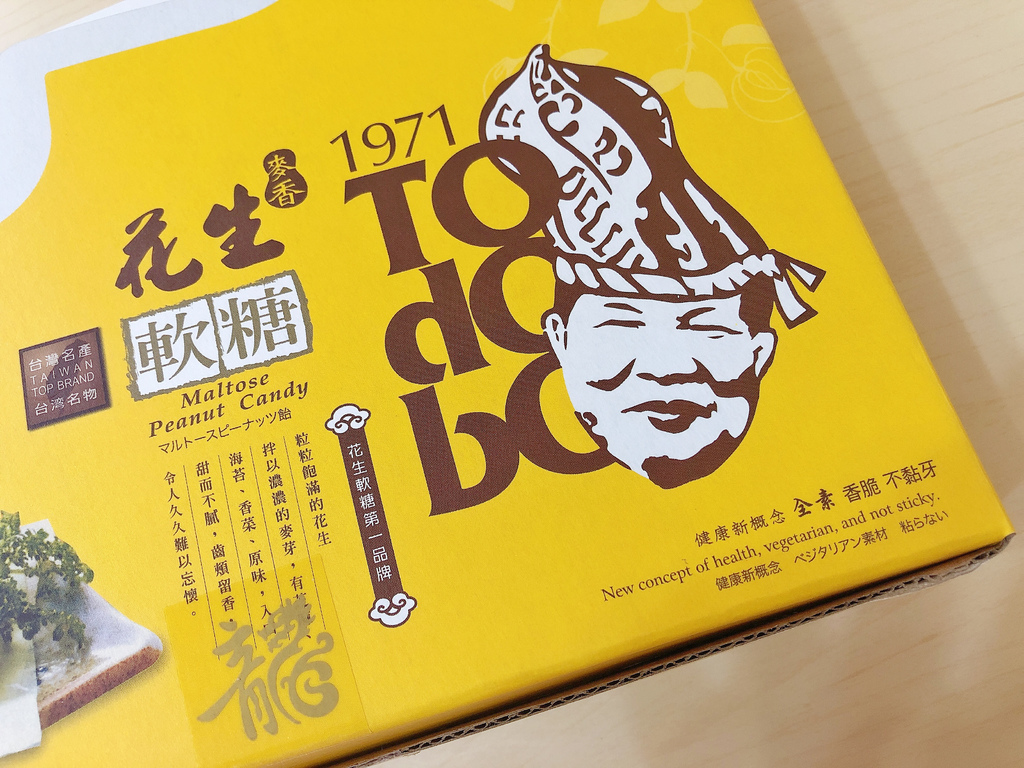 1971
TO
dO
bO
麥香
花生
軟糖
Maltose
Peanut Candy
マルトースピーナッツ飴
台灣名產
TAIWAN
TOP BRAND
台湾名物
粒粒飽滿的花生
拌以濃濃的麥芽，有
海苔、香菜、原味，入
甜而不膩，齒頰留香，
令人久久難以忘懷。
花生軟糖第一品牌
龍
健康新概念 全素 香脆 不黏牙
New concept of health, vegetarian, and not sticky.
健康新概念 ベジタリアン素材 粘らない